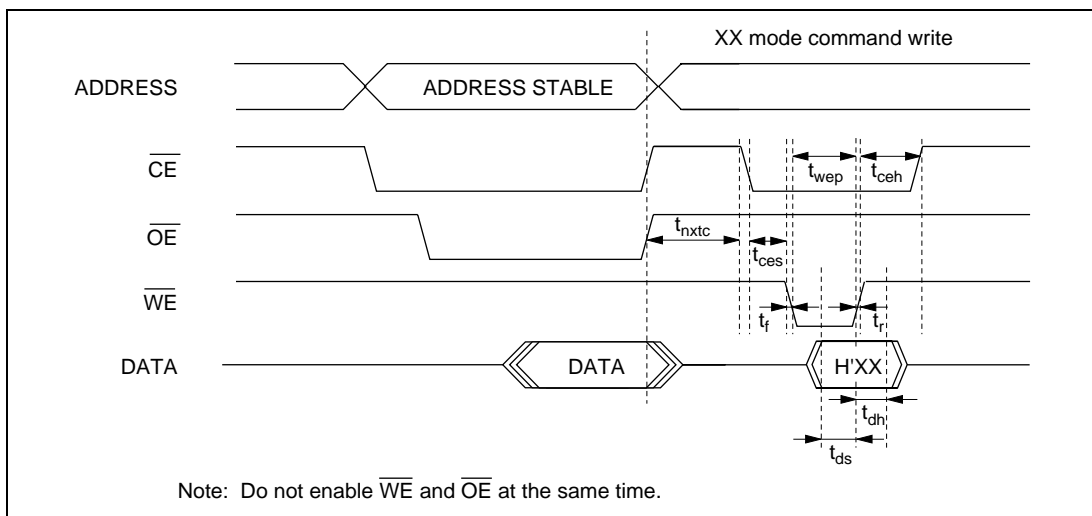 XX mode command write
ADDRESS
ADDRESS STABLE
CE
t_wep
t_ceh
OE
t_nxtc
t_ces
WE
t_f
t_r
DATA
DATA
H'XX
t_dh
t_ds
Note: Do not enable WE and OE at the same time.